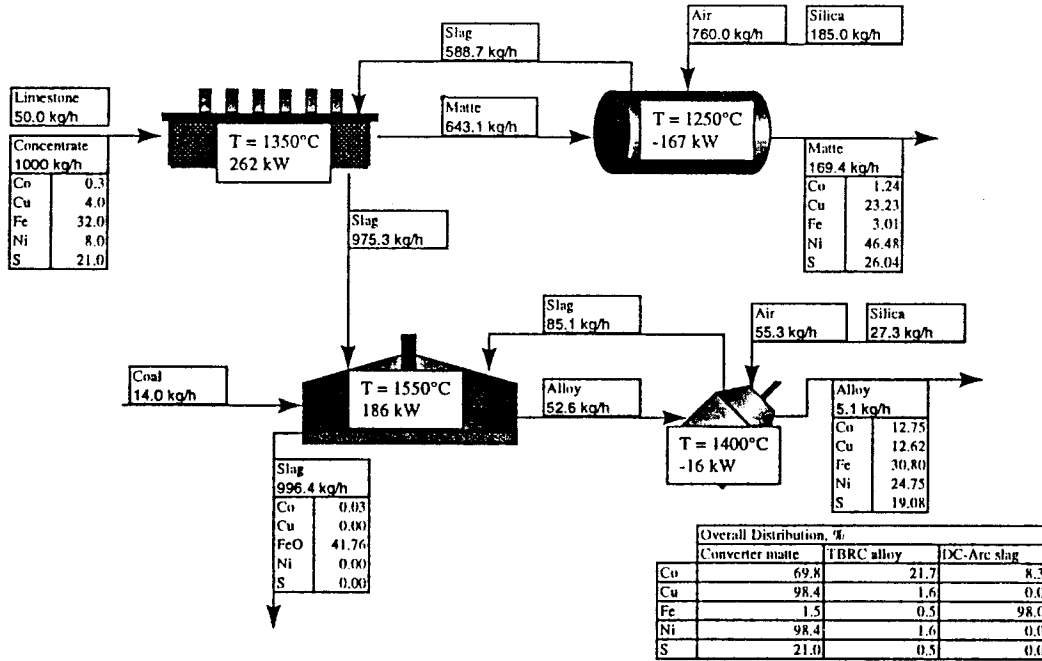 Slag
588.7 kg/h
Air
760.0 kg/h
Silica
185.0 kg/h
Limestone
50.0 kg/h
Concentrate
1000 kg/h
Co 0.3
Cu 4.0
Fe 32.0
Ni 8.0
S 21.0
T = 1350°C
262 kW
Matte
643.1 kg/h
T = 1250°C
-167 kW
Matte
169.4 kg/h
Co 1.24
Cu 23.23
Fe 3.01
Ni 46.48
S 26.04
Slag
975.3 kg/h
Slag
85.1 kg/h
Air
55.3 kg/h
Silica
27.3 kg/h
Coal
14.0 kg/h
T = 1550°C
186 kW
Alloy
52.6 kg/h
T = 1400°C
-16 kW
Alloy
5.1 kg/h
Co 12.75
Cu 12.62
Fe 30.80
Ni 24.75
S 19.08
Slag
996.4 kg/h
Co 0.03
Cu 0.00
FeO 41.76
Ni 0.00
S 0.00
Overall Distribution, %
Converter matte TBRC alloy DC-Arc slag
Co 69.8 21.7 8.3
Cu 98.4 1.6 0.0
Fe 1.5 0.5 98.0
Ni 98.4 1.6 0.0
S 21.0 0.5 0.0